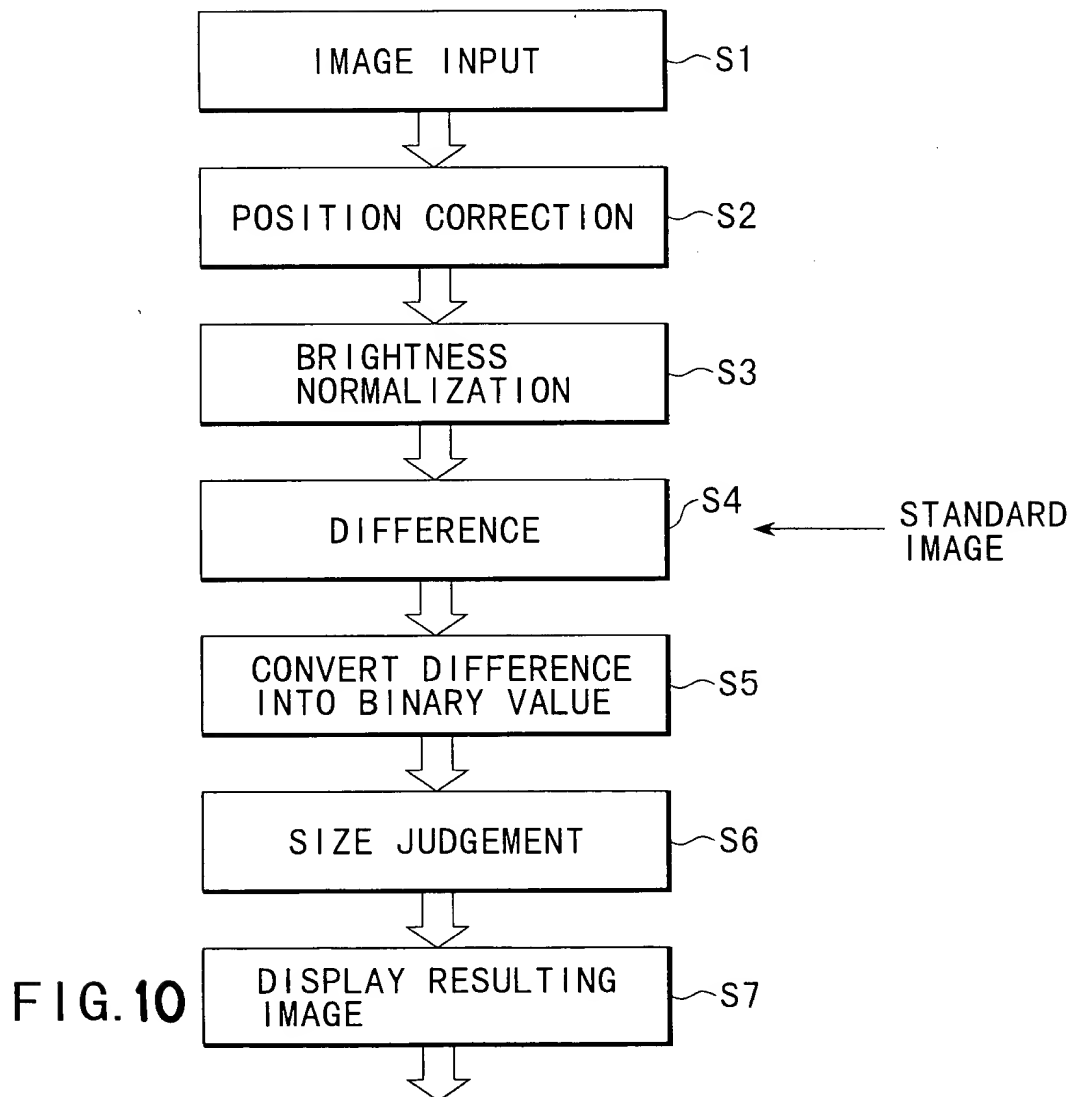 IMAGE INPUT
S1
POSITION CORRECTION
S2
BRIGHTNESS
NORMALIZATION
S3
DIFFERENCE
S4
STANDARD
IMAGE
CONVERT DIFFERENCE
INTO BINARY VALUE
S5
SIZE JUDGEMENT
S6
DISPLAY RESULTING
IMAGE
S7
FIG. 10